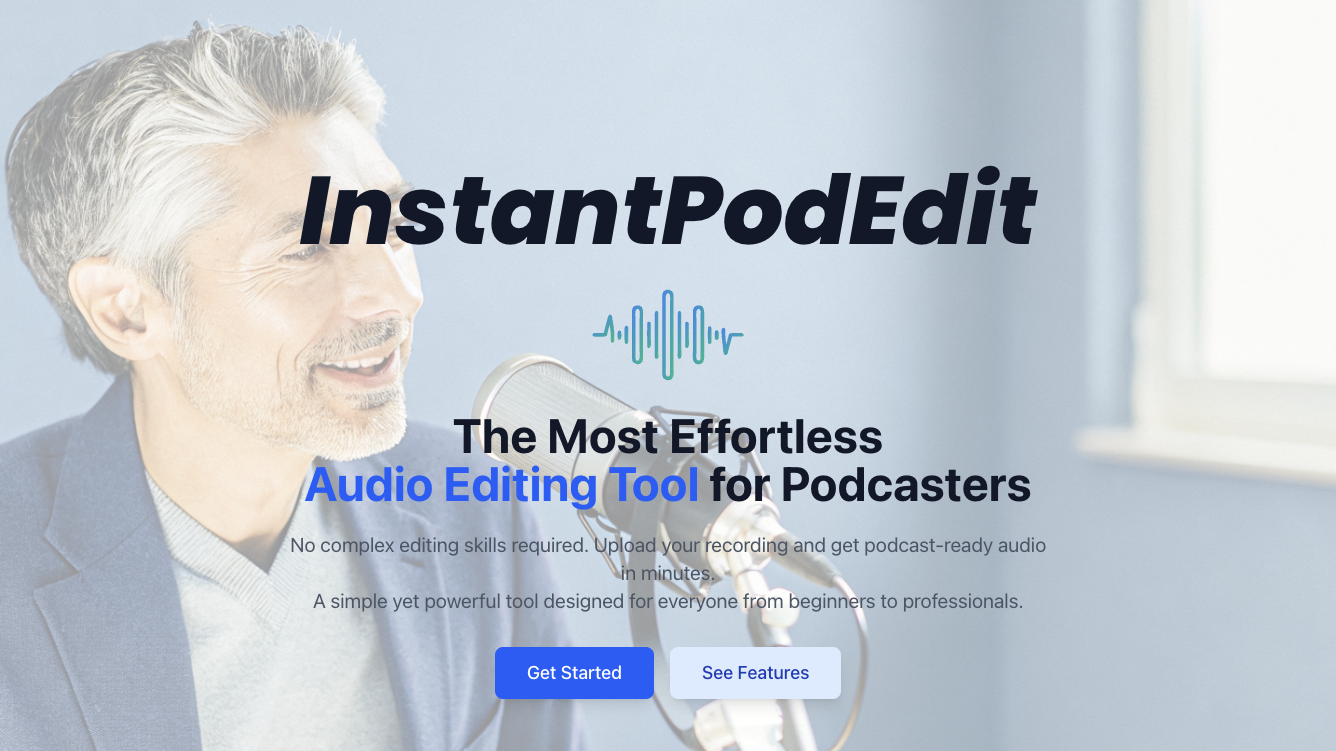 InstantPodEdit
The Most Effortless
Audio Editing Tool for Podcasters
No complex editing skills required. Upload your recording and get podcast-ready audio
in minutes.
A simple yet powerful tool designed for everyone from beginners to professionals.
Get Started
See Features